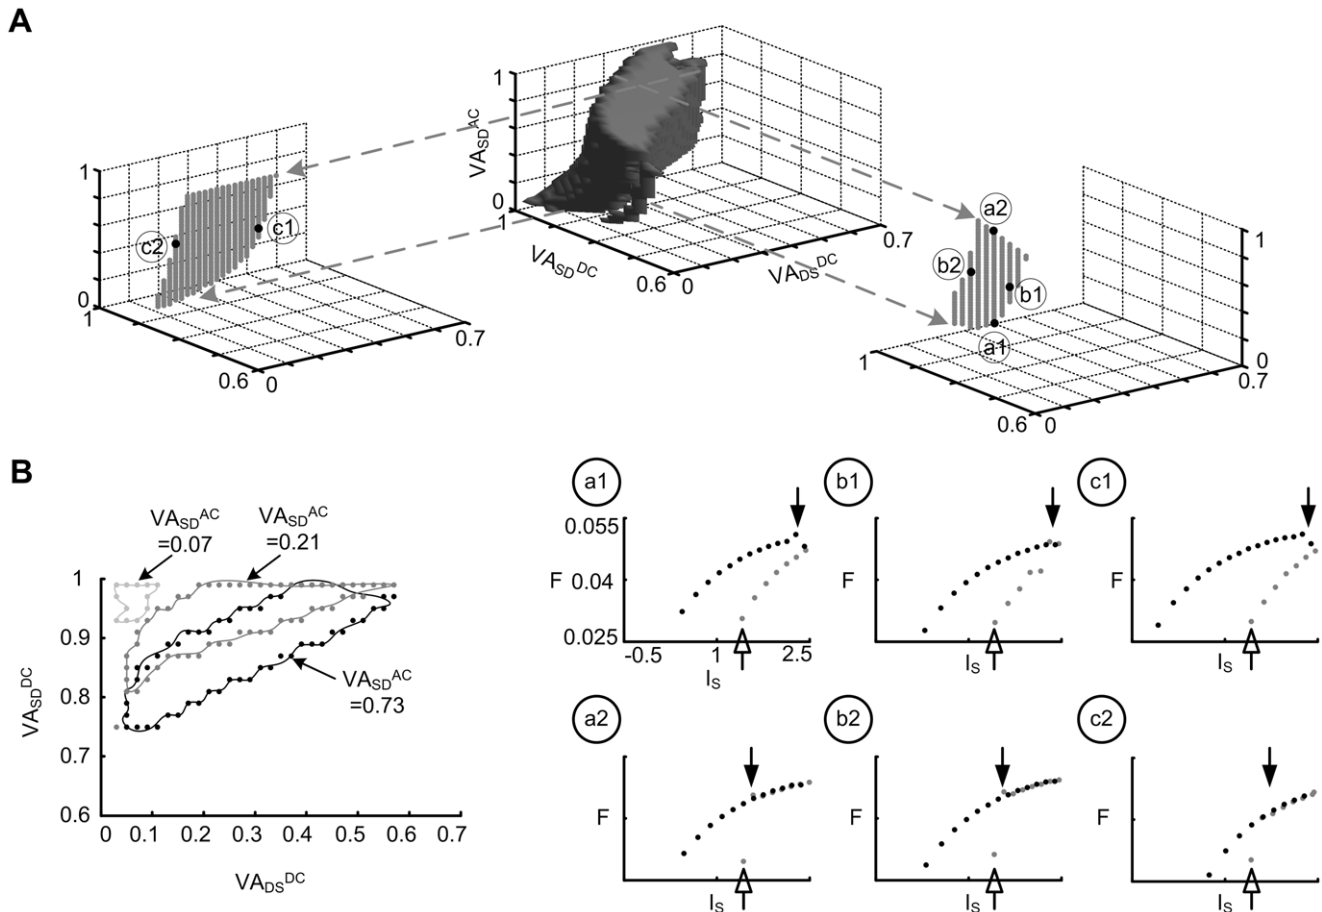 A
1
VA_SD^AC
0
1
VA_SD^DC
0.6
0
VA_DS^DC
0.7
1
c2
c1
0
1
0.6
0
0.7
a2
b2
b1
a1
1
1
0
0.7
0.6
0
B
VA_SD^AC
=0.07
VA_SD^AC
=0.21
VA_SD^AC
=0.73
1
0.9
0.8
0.7
0.6
VA_SD^DC
0
0.1
0.2
0.3
0.4
0.5
0.6
0.7
VA_DS^DC
a1
0.055
F
0.04
0.025
-0.5
1
2.5
I_S
b1
F
I_S
c1
F
I_S
a2
F
I_S
b2
F
I_S
c2
F
I_S